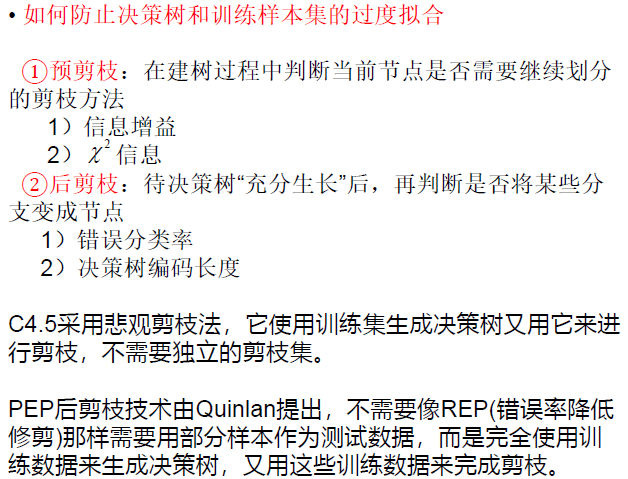 • 如何防止决策树和训练样本集的过度拟合
①预剪枝：在建树过程中判断当前节点是否需要继续划分
的剪枝方法
1）信息增益
2）χ² 信息
②后剪枝：待决策树“充分生长”后，再判断是否将某些分
支变成节点
1）错误分类率
2）决策树编码长度
C4.5采用悲观剪枝法，它使用训练集生成决策树又用它来进
行剪枝，不需要独立的剪枝集。
PEP后剪枝技术由Quinlan提出，不需要像REP(错误率降低
修剪)那样需要用部分样本作为测试数据，而是完全使用训
练数据来生成决策树，又用这些训练数据来完成剪枝。